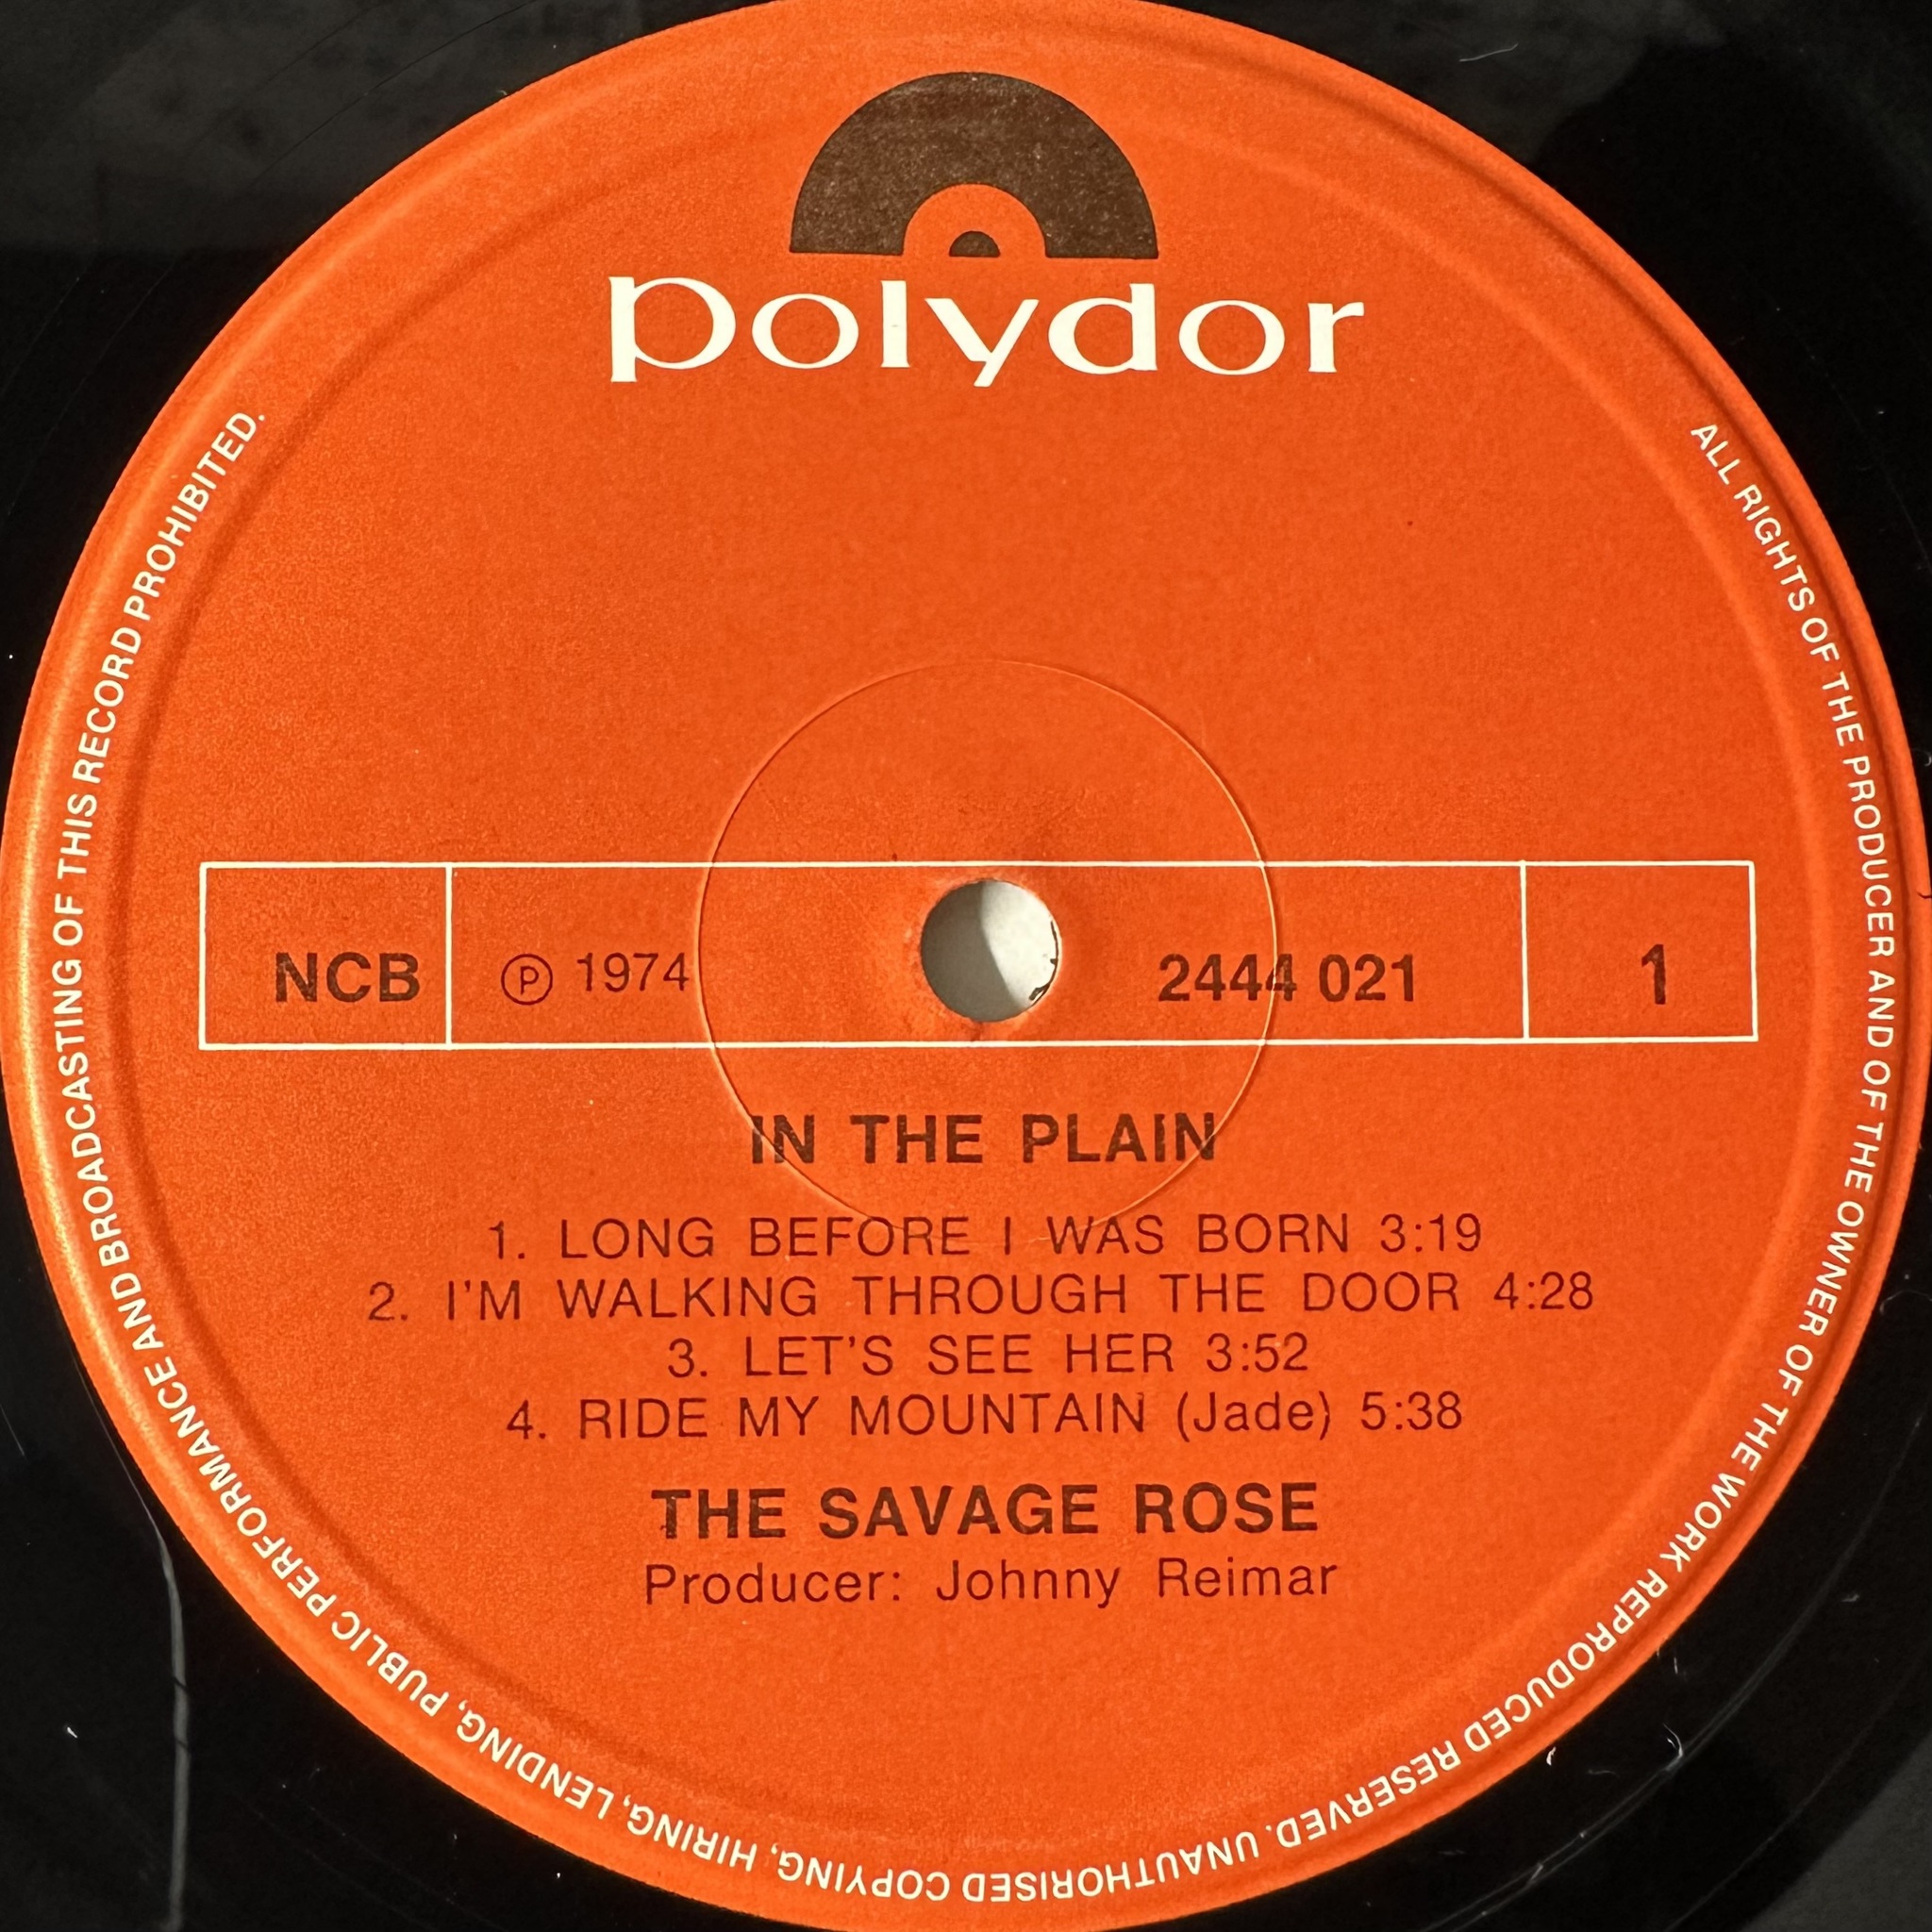 polydor
NCB
Ⓟ 1974
2444 021
1
IN THE PLAIN
1. LONG BEFORE I WAS BORN 3:19
2. I'M WALKING THROUGH THE DOOR 4:28
3. LET'S SEE HER 3:52
4. RIDE MY MOUNTAIN (Jade) 5:38
THE SAVAGE ROSE
Producer: Johnny Reimar
ALL RIGHTS OF THE PRODUCER AND OF THE OWNER OF THE WORK REPRODUCED RESERVED. UNAUTHORISED COPYING, HIRING, LENDING, PUBLIC PERFORMANCE AND BROADCASTING OF THIS RECORD PROHIBITED.